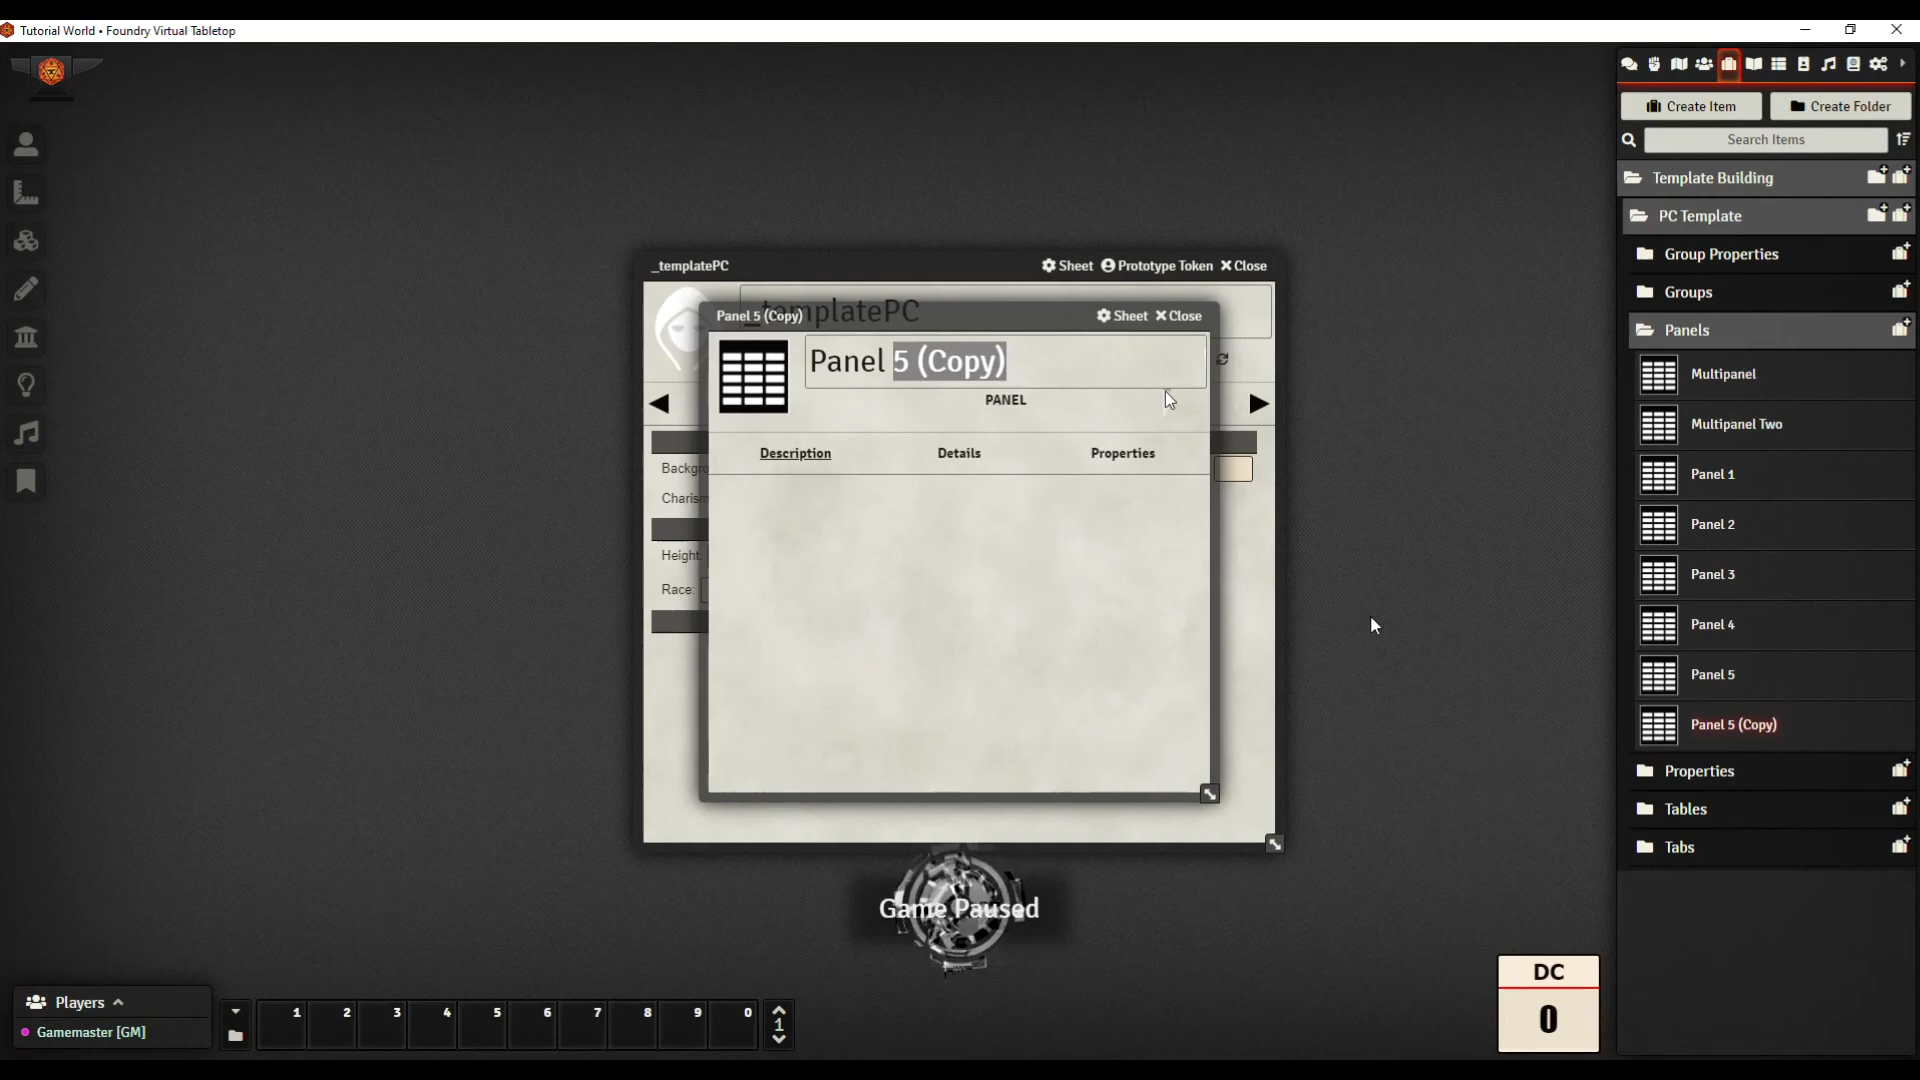 Tutorial World • Foundry Virtual Tabletop
Create Item
Create Folder
Search Items
Template Building
PC Template
Group Properties
Groups
Panels
Multipanel
Multipanel Two
Panel 1
Panel 2
Panel 3
Panel 4
Panel 5
Panel 5 (Copy)
Properties
Tables
Tabs
_templatePC
Sheet
Prototype Token
Close
_templatePC
Panel 5 (Copy)
Sheet
Close
Panel 5 (Copy)
PANEL
Description
Details
Properties
Height
Race:
Game Paused
DC
0
Players
Gamemaster [GM]
1 2 3 4 5 6 7 8 9 0
1